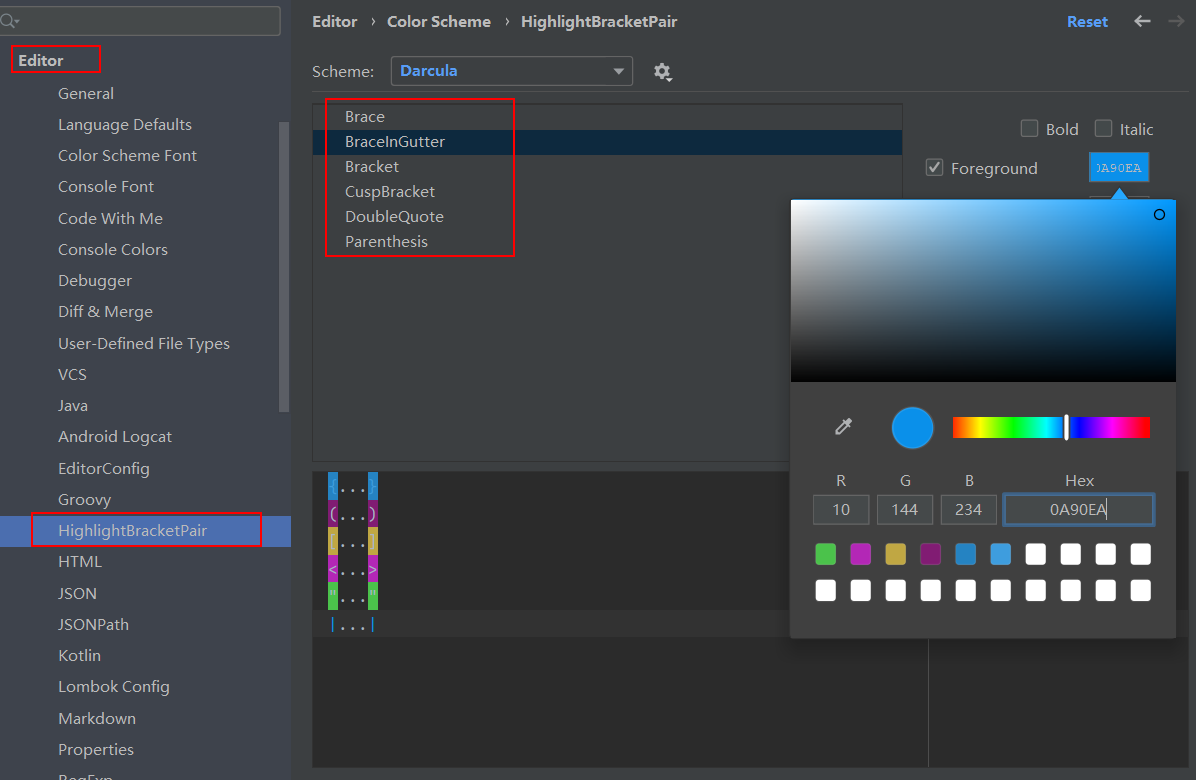 Editor › Color Scheme › HighlightBracketPair
Reset
Scheme:
Darcula
Editor
General
Language Defaults
Color Scheme Font
Console Font
Code With Me
Console Colors
Debugger
Diff & Merge
User-Defined File Types
VCS
Java
Android Logcat
EditorConfig
Groovy
HighlightBracketPair
HTML
JSON
JSONPath
Kotlin
Lombok Config
Markdown
Properties
RegExp
Brace
BraceInGutter
Bracket
CuspBracket
DoubleQuote
Parenthesis
Bold
Italic
Foreground
0A90EA
R
G
B
Hex
10
144
234
0A90EA
{...}
(...)
[...]
<...>
"..."
|...|